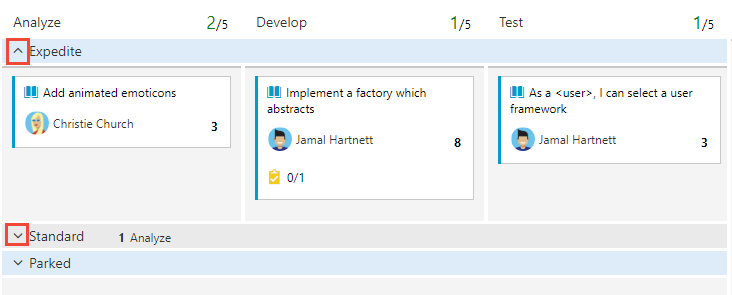 Analyze 2/5 Develop 1/5 Test 1/5
Expedite
Add animated emoticons
Christie Church 3
Implement a factory which
abstracts
Jamal Hartnett 8
0/1
As a <user>, I can select a user
framework
Jamal Hartnett 3
Standard 1 Analyze
Parked